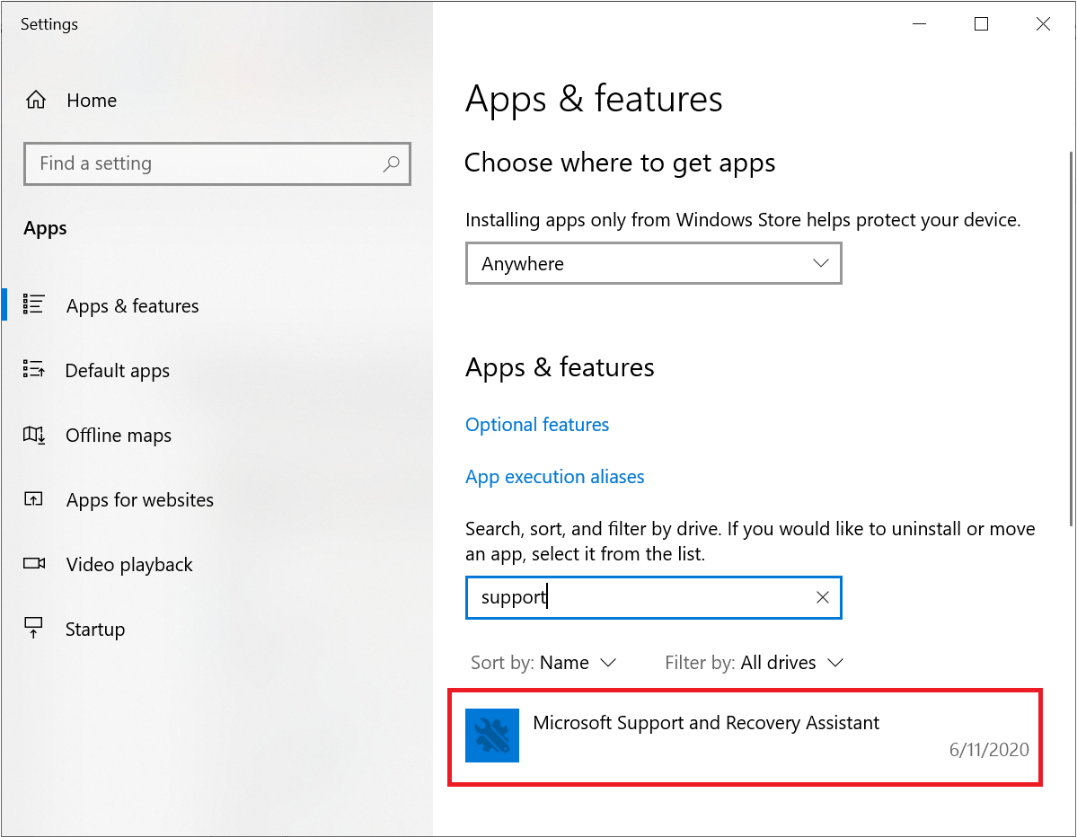 Settings
Home
Find a setting
Apps
Apps & features
Default apps
Offline maps
Apps for websites
Video playback
Startup
Apps & features
Choose where to get apps
Installing apps only from Windows Store helps protect your device.
Anywhere
Apps & features
Optional features
App execution aliases
Search, sort, and filter by drive. If you would like to uninstall or move
an app, select it from the list.
support
Sort by: Name Filter by: All drives
Microsoft Support and Recovery Assistant
6/11/2020